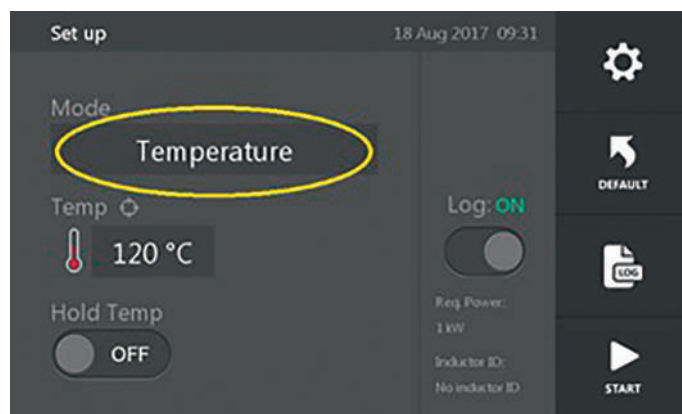 Set up
18 Aug 2017 09:31
Mode
Temperature
Temp
120 °C
Hold Temp
OFF
Log: ON
Req. Power:
1 kW
Inductor ID:
No inductor ID
DEFAULT
LOG
START